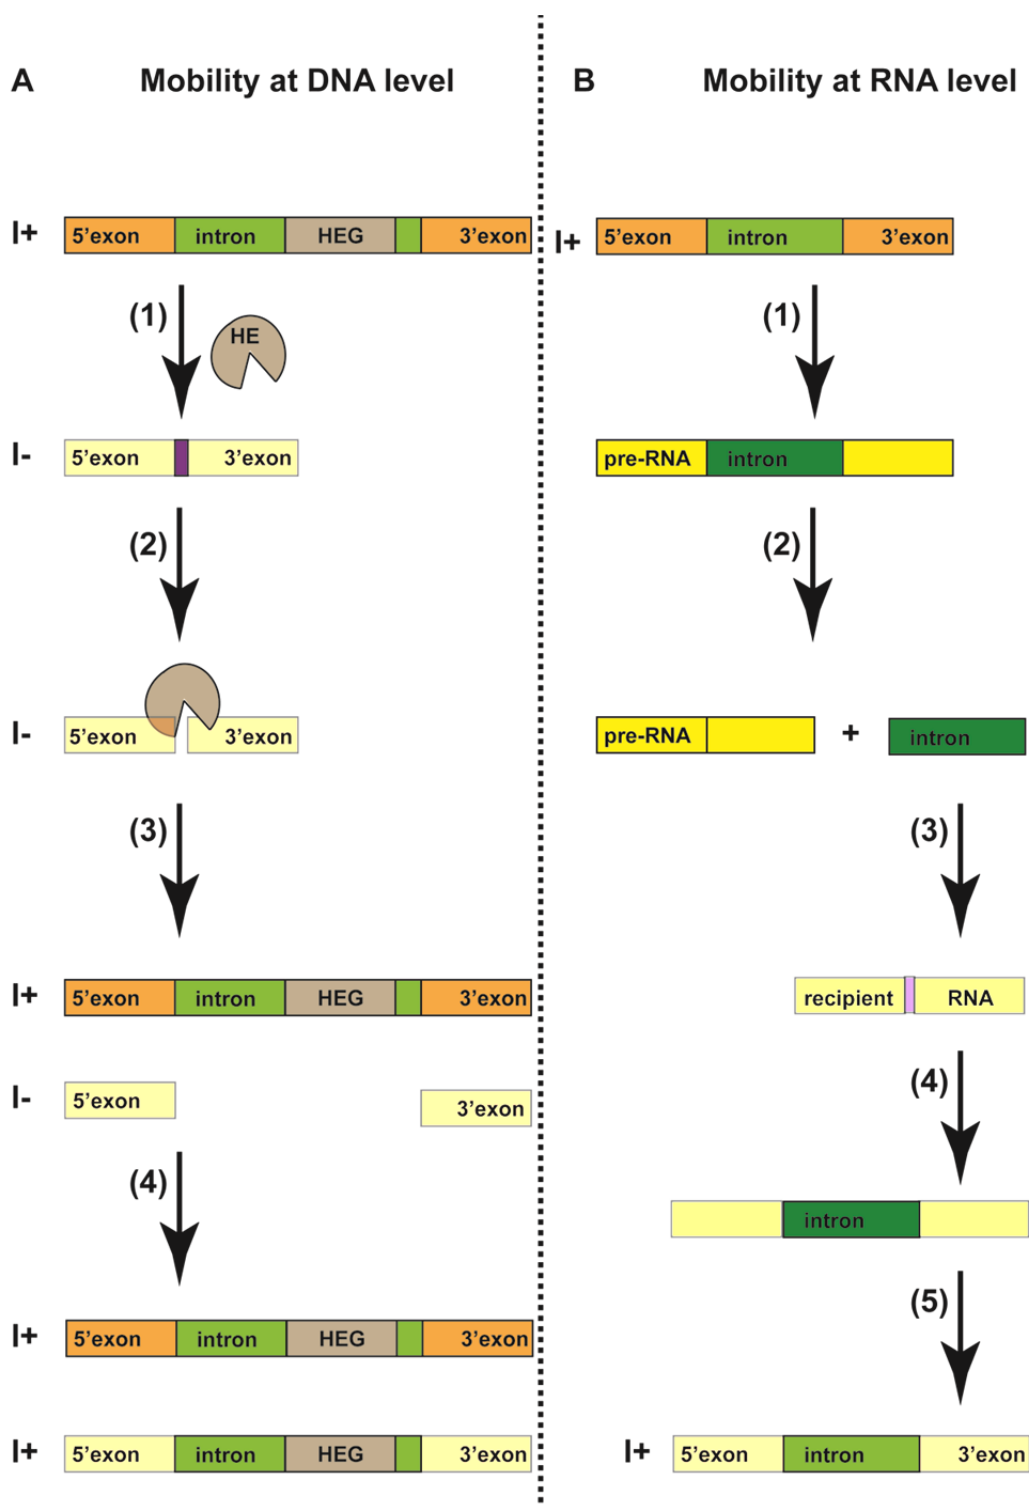 A Mobility at DNA level
I+ 5'exon intron HEG 3'exon
(1)
HE
I- 5'exon 3'exon
(2)
I- 5'exon 3'exon
(3)
I+ 5'exon intron HEG 3'exon
I- 5'exon 3'exon
(4)
I+ 5'exon intron HEG 3'exon
I+ 5'exon intron HEG 3'exon
B Mobility at RNA level
I+ 5'exon intron 3'exon
(1)
pre-RNA intron
(2)
pre-RNA + intron
(3)
recipient RNA
(4)
intron
(5)
I+ 5'exon intron 3'exon